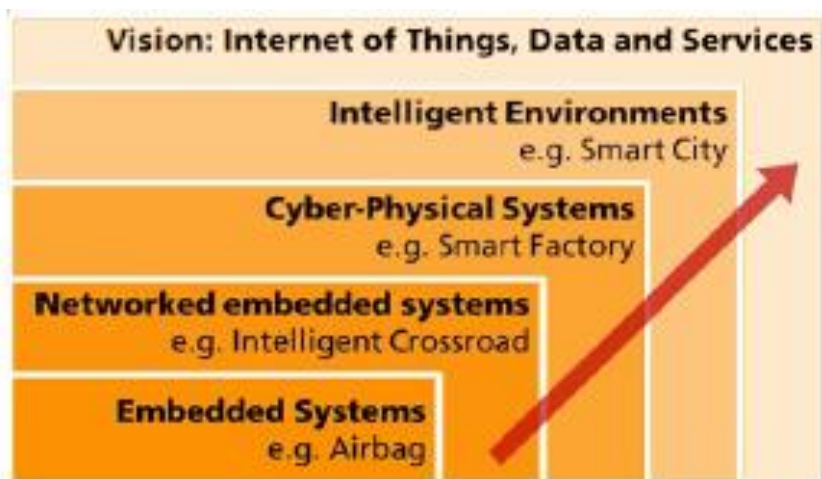 Vision: Internet of Things, Data and Services
Intelligent Environments
e.g. Smart City
Cyber-Physical Systems
e.g. Smart Factory
Networked embedded systems
e.g. Intelligent Crossroad
Embedded Systems
e.g. Airbag